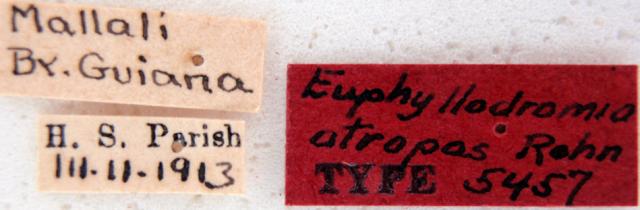 Mallali
Br. Guiana
H. S. Parish
III-11-1913
Euphyllodromia
atropos Rehn
TYPE 5457